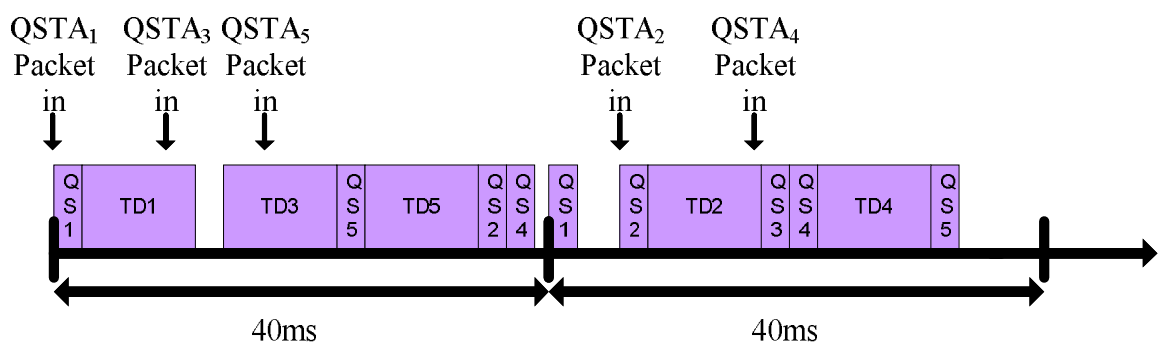 QSTA₁ Packet in
QSTA₃ Packet in
QSTA₅ Packet in
QSTA₂ Packet in
QSTA₄ Packet in
QS1
TD1
TD3
QS5
TD5
QS2
QS4
QS1
QS2
TD2
QS3
QS4
TD4
QS5
40ms
40ms